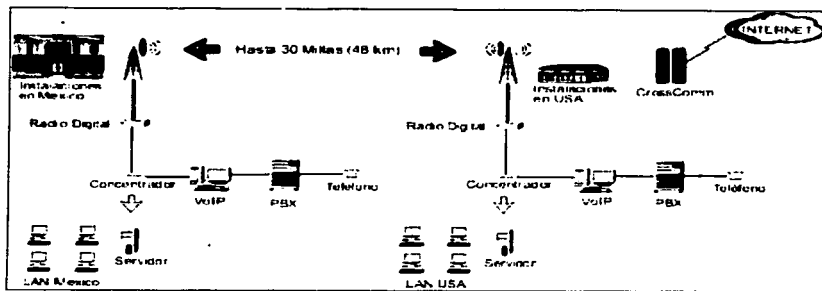 Hasta 30 Millas (48 km)
INTERNET
Instalaciones
en Mexico
Instalaciones
en USA
CrossComm
Radio Digital
Radio Digital
Concentrador
VoIP
PBX
Teléfono
Concentrador
VoIP
PBX
Teléfono
Servidor
LAN Mexico
Servidor
LAN USA